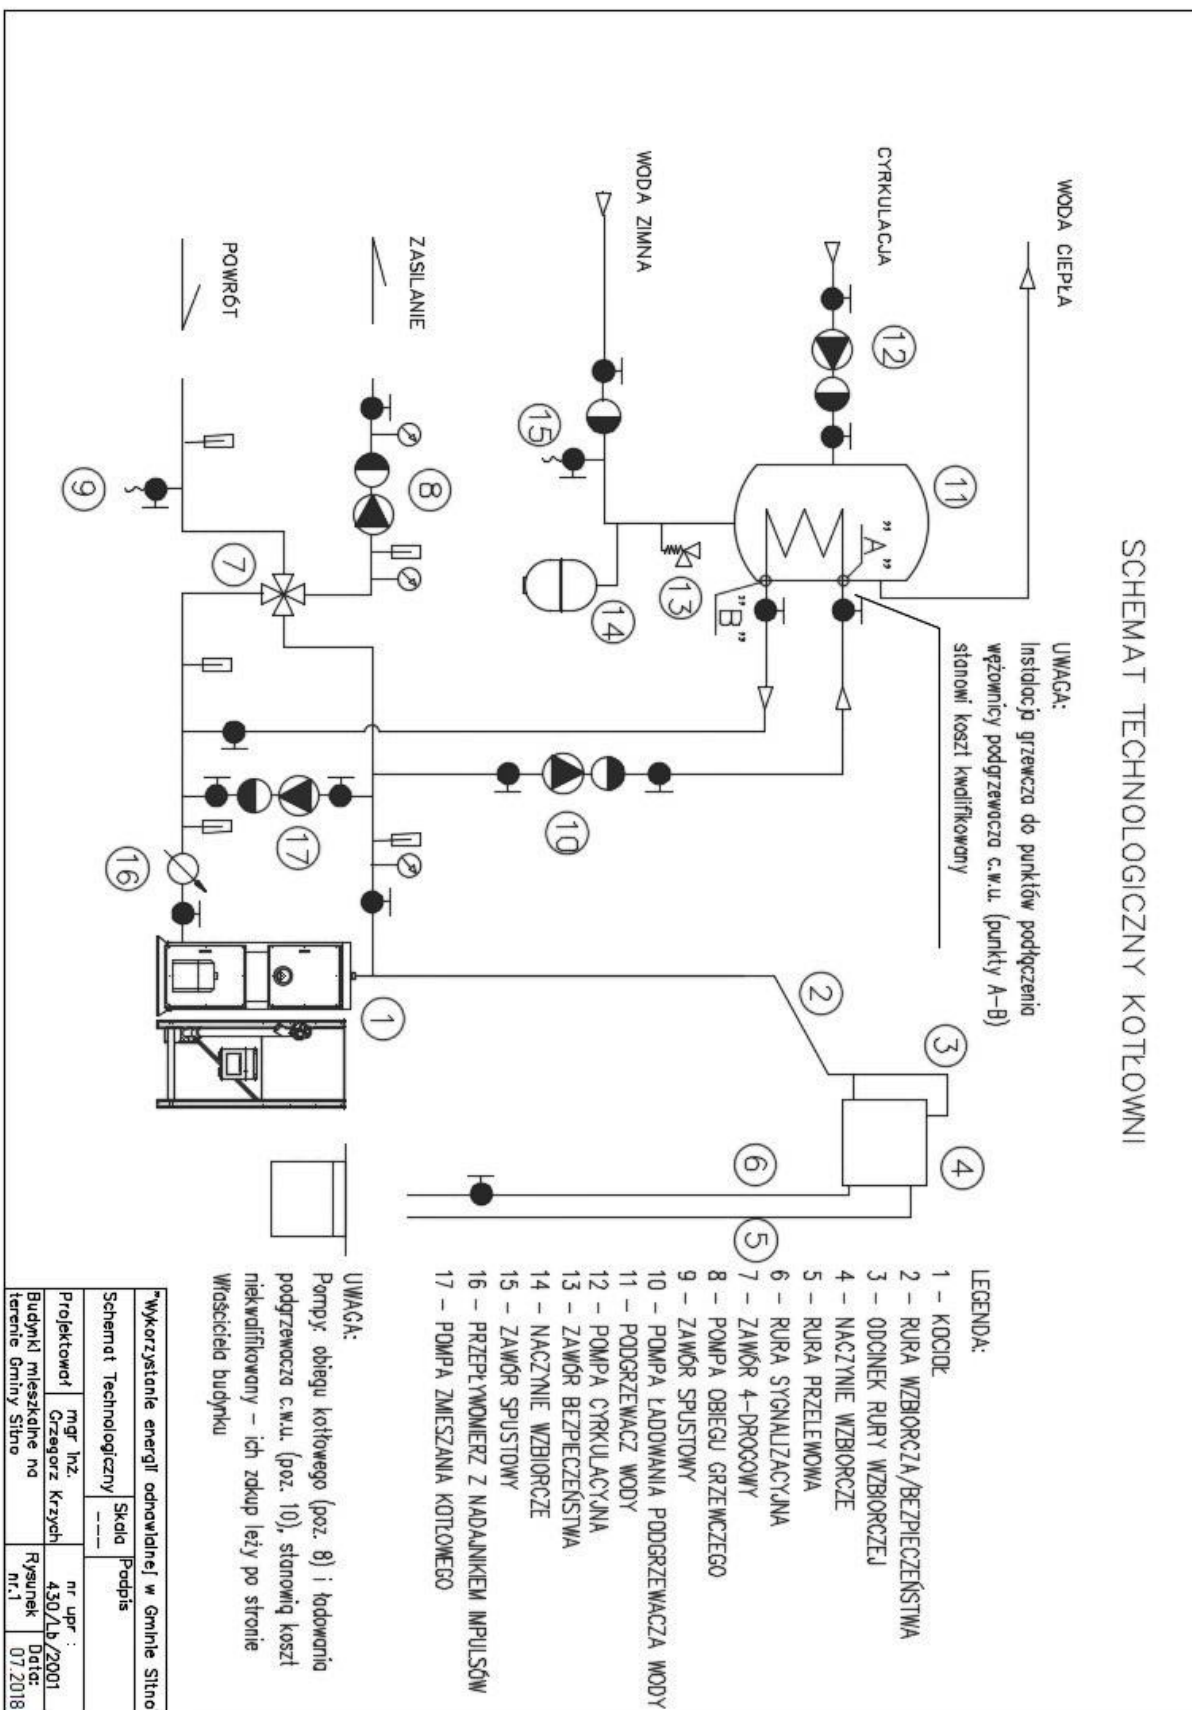 SCHEMAT TECHNOLOGICZNY KOTŁOWNI
WODA CIEPŁA
CYRKULACJA
WODA ZIMNA
ZASILANIE
POWRÓT
12
11
15
8
9
7
14
13
"A"
"B"
10
17
16
1
2
3
4
6
5
UWAGA:
Instalacja grzewcza do punktów podłączenia
wężownicy podgrzewacza c.w.u. (punkty A-B)
stanowi koszt kwalifikowany
LEGENDA:
1 - KOCIOŁ
2 - RURA WZBIORCZA/BEZPIECZEŃSTWA
3 - ODCINEK RURY WZBIORCZEJ
4 - NACZYNIE WZBIORCZE
5 - RURA PRZELEWOWA
6 - RURA SYGNALIZACYJNA
7 - ZAWÓR 4-DROGOWY
8 - POMPA OBIEGU GRZEWCZEGO
9 - ZAWÓR SPUSTOWY
10 - POMPA ŁADOWANIA PODGRZEWACZA WODY
11 - PODGRZEWACZ WODY
12 - POMPA CYRKULACYJNA
13 - ZAWÓR BEZPIECZEŃSTWA
14 - NACZYNIE WZBIORCZE
15 - ZAWÓR SPUSTOWY
16 - PRZEPŁYWOMIERZ Z NADAJNIKIEM IMPULSÓW
17 - POMPA ZMIESZANIA KOTŁOWEGO
UWAGA:
Pompy: obiegu kotłowego (poz. 8) i ładowania
podgrzewacza c.w.u. (poz. 10), stanowią koszt
niekwalifikowany - ich zakup leży po stronie
Właściciela budynku
"Wykorzystanie energii odnawialnej w Gminie Sitno
Schemat Technologiczny
Skala
---
Podpis
Projektował
mgr inż.
Grzegorz Krzych
nr upr :
430/Lb/2001
Budynki mieszkalne na
terenie Gminy Sitno
Rysunek
nr.1
Data:
07.2018